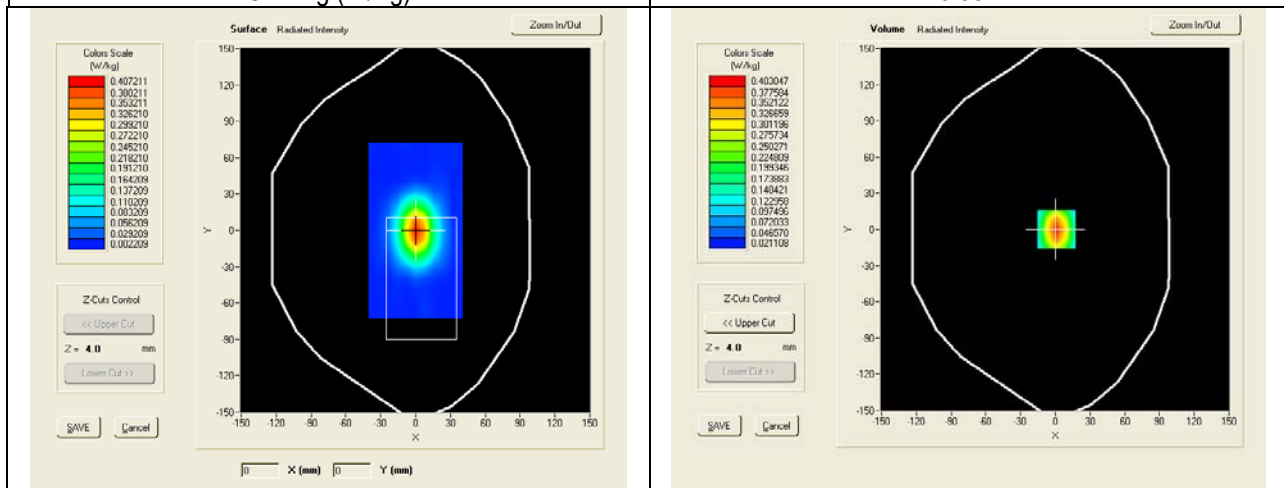 Surface Radiated Intensity
Zoom In/Out
Colors Scale
(W/kg)
0.407211
0.380211
0.353211
0.326210
0.299210
0.272210
0.245210
0.218210
0.191210
0.164209
0.137209
0.110209
0.083209
0.056209
0.029209
0.002209
Z-Cuts Control
<< Upper Cut
Z = 4.0 mm
Lower Cut >>
SAVE Cancel
150
120
90
60
30
0
-30
-60
-90
-120
-150
Y
-150 -120 -90 -60 -30 0 30 60 90 120 150
X
0 X (mm) 0 Y (mm)
Volume Radiated Intensity
Zoom In/Out
Colors Scale
(W/kg)
0.403047
0.377584
0.352122
0.326659
0.301196
0.275734
0.250271
0.224809
0.199346
0.173883
0.148421
0.122958
0.097496
0.072033
0.046570
0.021108
Z-Cuts Control
<< Upper Cut
Z = 4.0 mm
Lower Cut >>
SAVE Cancel
150
120
90
60
30
0
-30
-60
-90
-120
-150
Y
-150 -120 -90 -60 -30 0 30 60 90 120 150
X